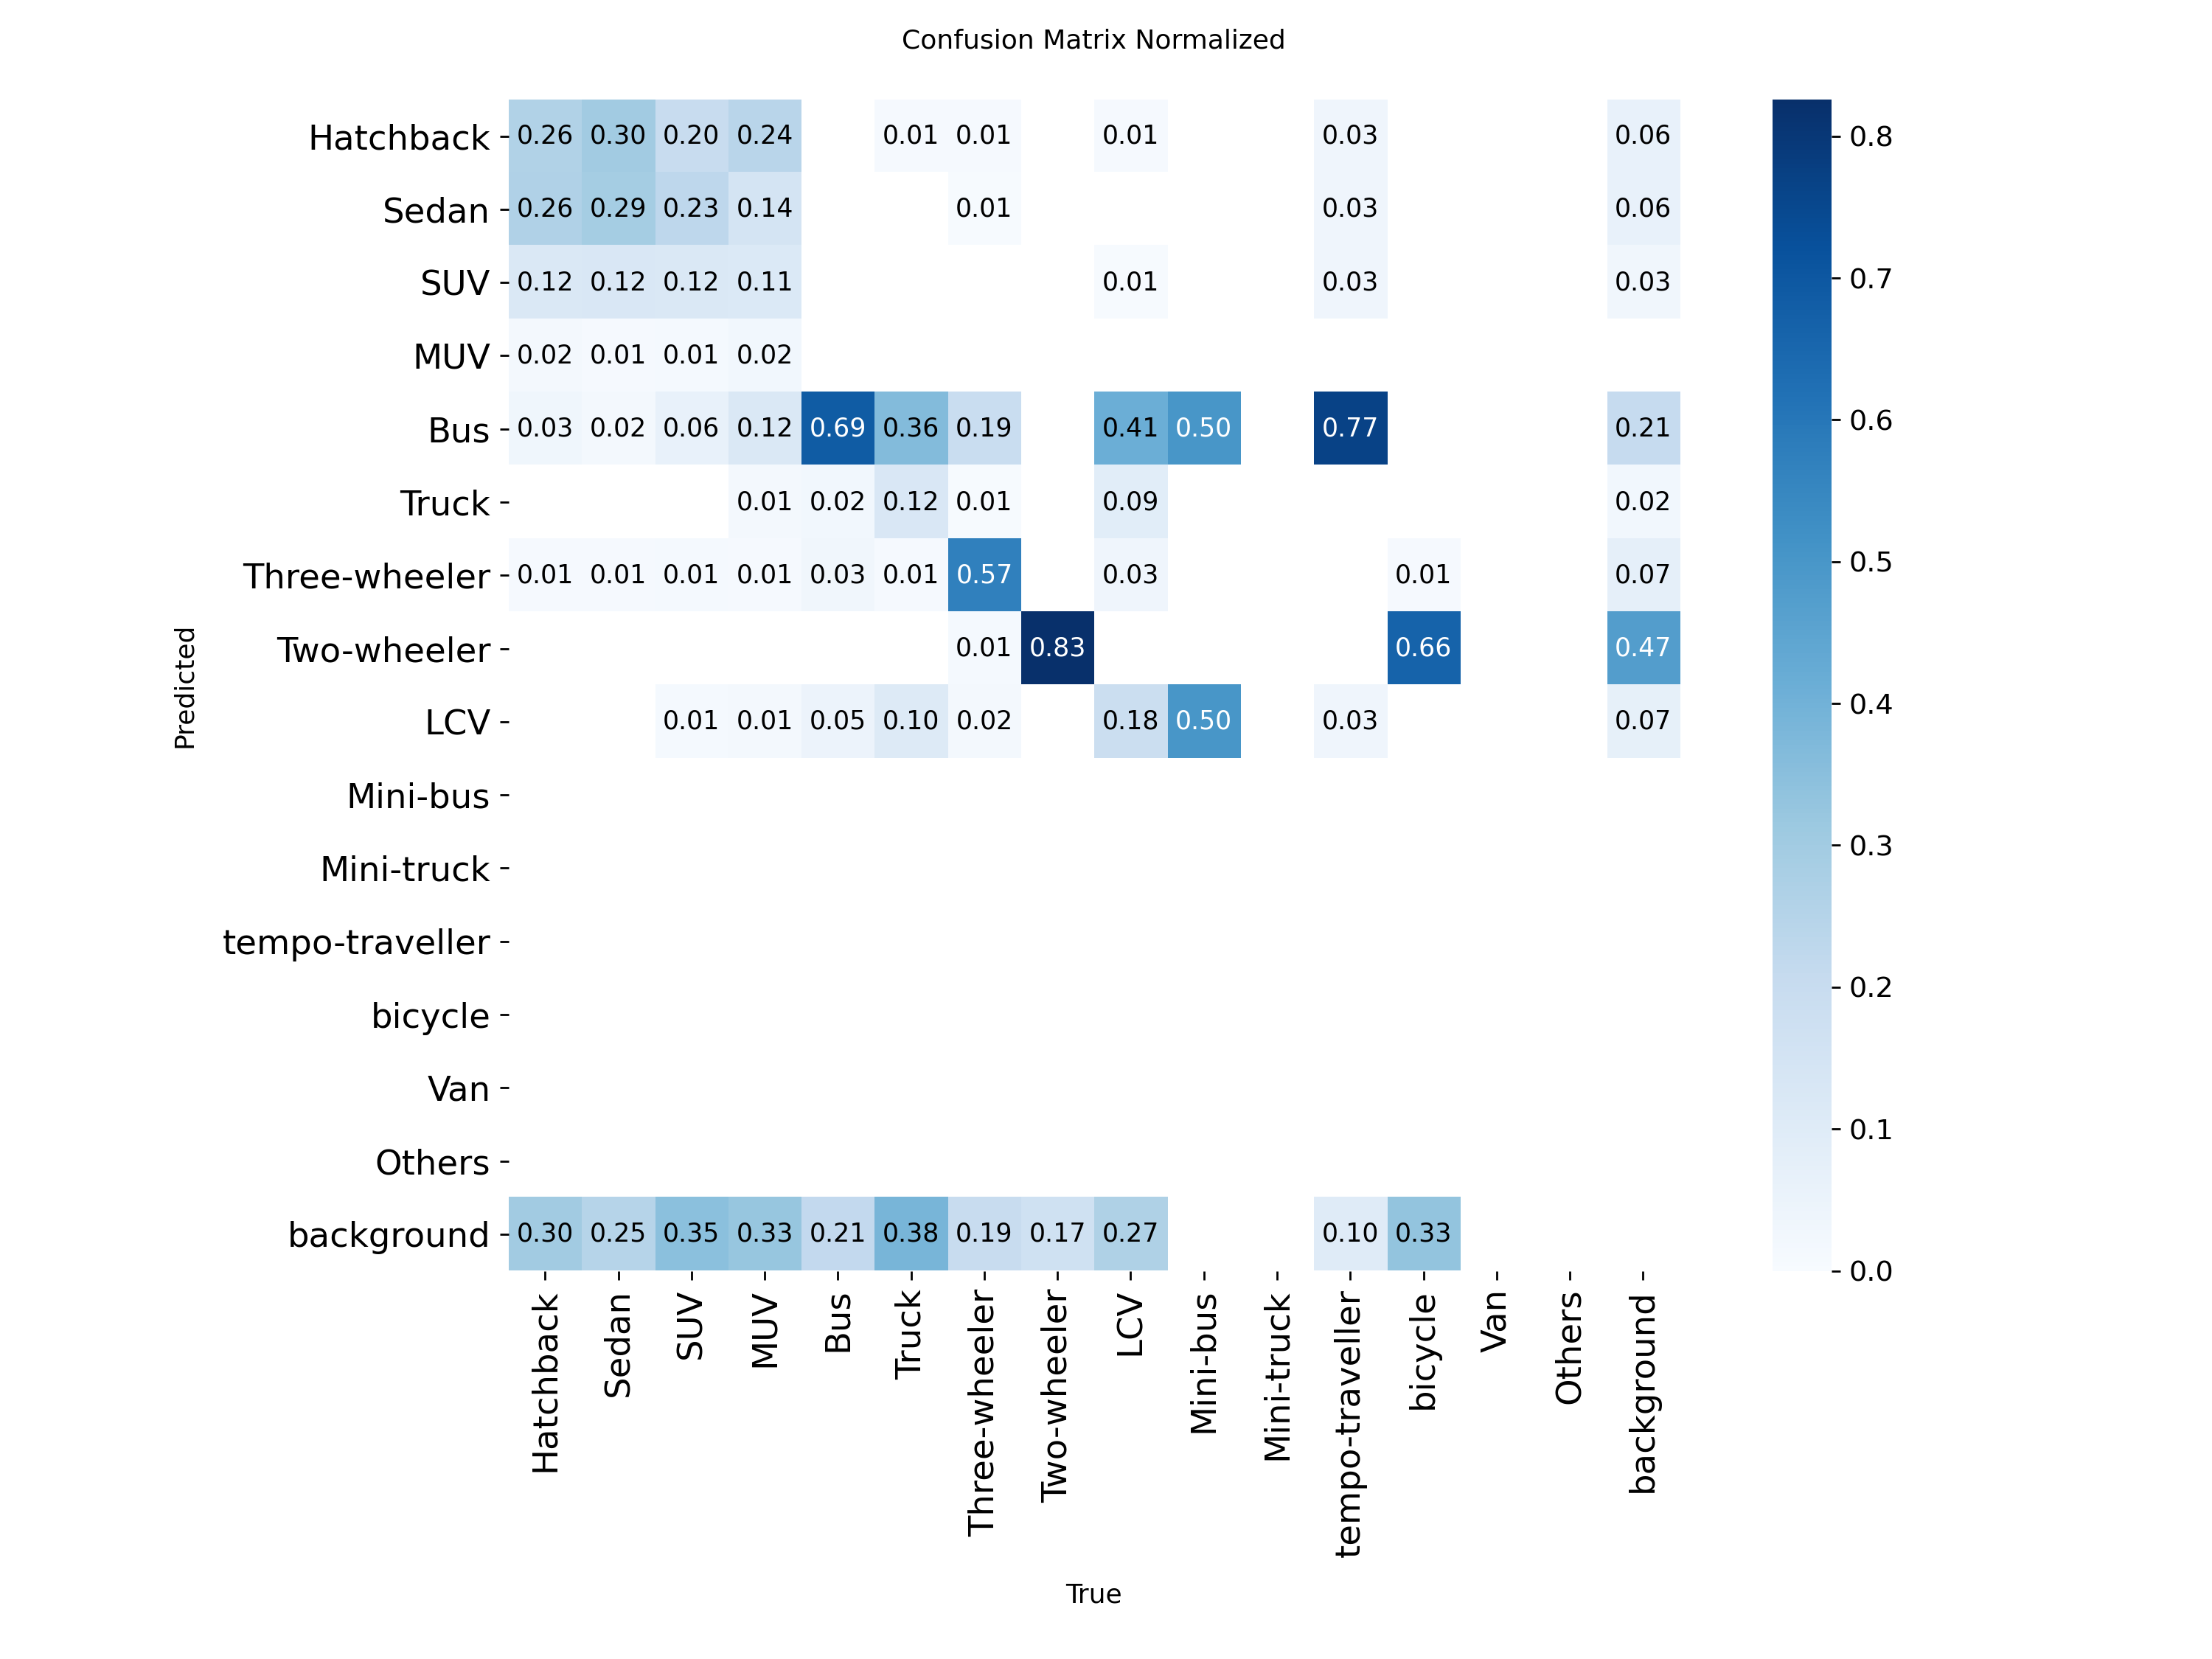 Confusion Matrix Normalized
Hatchback 0.26 0.30 0.20 0.24 0.01 0.01 0.01 0.03 0.06 0.8
Sedan 0.26 0.29 0.23 0.14 0.01 0.03 0.06
0.7
SUV 0.12 0.12 0.12 0.11 0.01 0.03 0.03
MUV 0.02 0.01 0.01 0.02
0.6
Bus 0.03 0.02 0.06 0.12 0.69 0.36 0.19 0.41 0.50 0.77 0.21
Truck 0.01 0.02 0.12 0.01 0.09 0.02
0.5
Three-wheeler 0.01 0.01 0.01 0.01 0.03 0.01 0.57 0.03 0.01 0.07
Predicted
Two-wheeler 0.01 0.83 0.66 0.47
0.4
LCV 0.01 0.01 0.05 0.10 0.02 0.18 0.50 0.03 0.07
Mini-bus
0.3
Mini-truck
tempo-traveller
0.2
bicycle
Van
0.1
Others
background 0.30 0.25 0.35 0.33 0.21 0.38 0.19 0.17 0.27 0.10 0.33
0.0
Hatchback
Sedan
SUV
MUV
Bus
Truck
Three-wheeler
Two-wheeler
LCV
Mini-bus
Mini-truck
tempo-traveller
bicycle
Van
Others
background
True